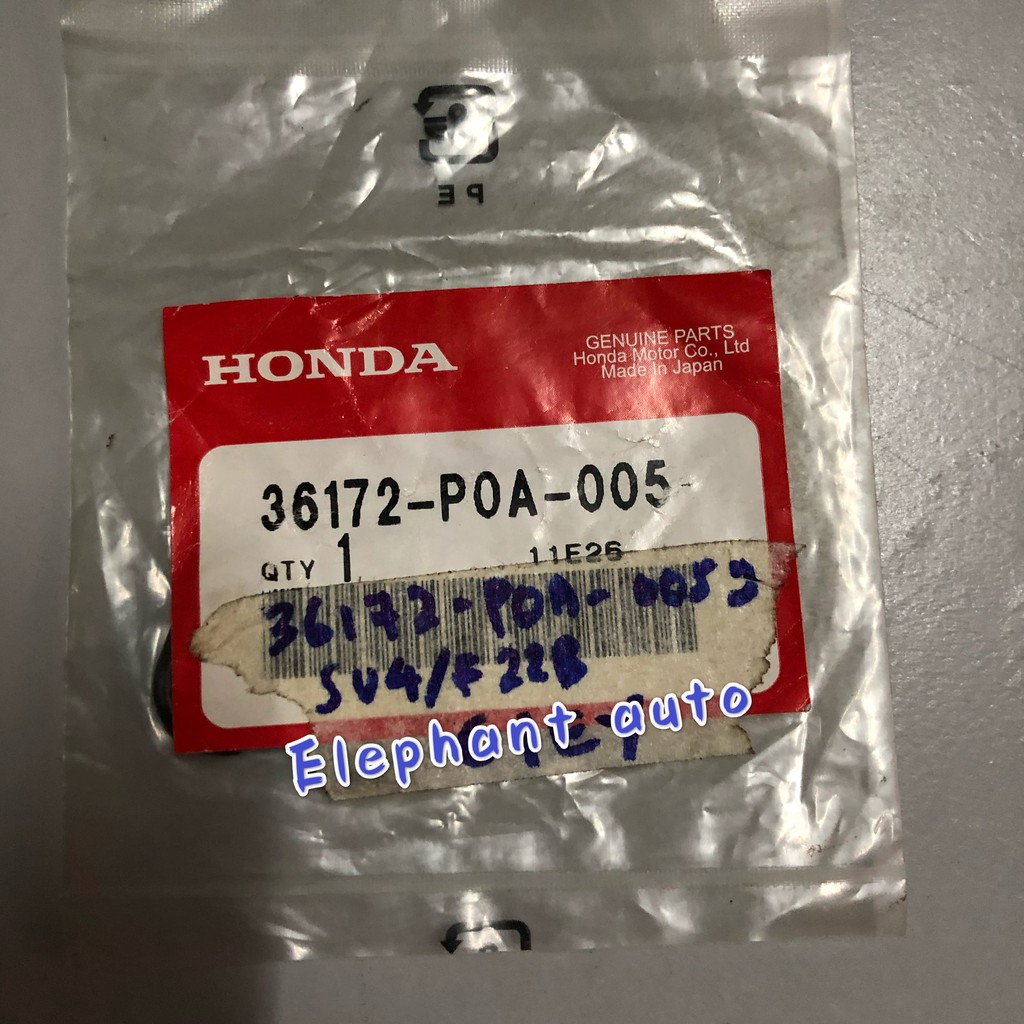 PE
HONDA
GENUINE PARTS
Honda Motor Co., Ltd
Made In Japan
36172-P0A-005
QTY 1
11E26
36172-P0A-005
SV4/F22B
Elephant auto